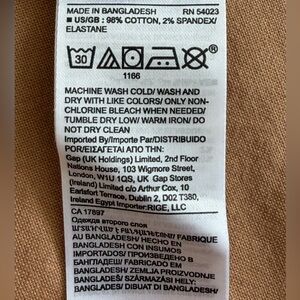 MADE IN BANGLADESH RN 54023
US/GB : 98% COTTON, 2% SPANDEX/
ELASTANE
30
1166
MACHINE WASH COLD/ WASH AND
DRY WITH LIKE COLORS/ ONLY NON-
CHLORINE BLEACH WHEN NEEDED/
TUMBLE DRY LOW/ WARM IRON/ DO
NOT DRY CLEAN
Imported By/Importé Par/DISTRIBUIDO
POR/ΕΙΣΑΓΕΤΑΙ ΑΠΟ ΤΗΝ:
Gap (UK Holdings) Limited, 2nd Floor
Nations House, 103 Wigmore Street,
London, W1U 1QS, UK Gap Stores
(Ireland) Limited c/o Arthur Cox, 10
Earlsfort Terrace, Dublin 2, D02 T380,
Ireland Egypt Importer:RIGE, LLC
CA 17897
Одежда второго слоя
FABRIQUE
AU BANGLADESH/ HECHO EN
BANGLADESH CON INSUMOS
IMPORTADOS/ ПРОИЗВЕДЕНО В
БАНГЛАДЕШ/ FABRICADO EM
BANGLADESH/ ZEMLJA PROIZVODNJE
BANGLADEŠ/ SZÁRMAZÁSI HELY:
BANGLADES/ DIBUAT DI BANGLADESH/